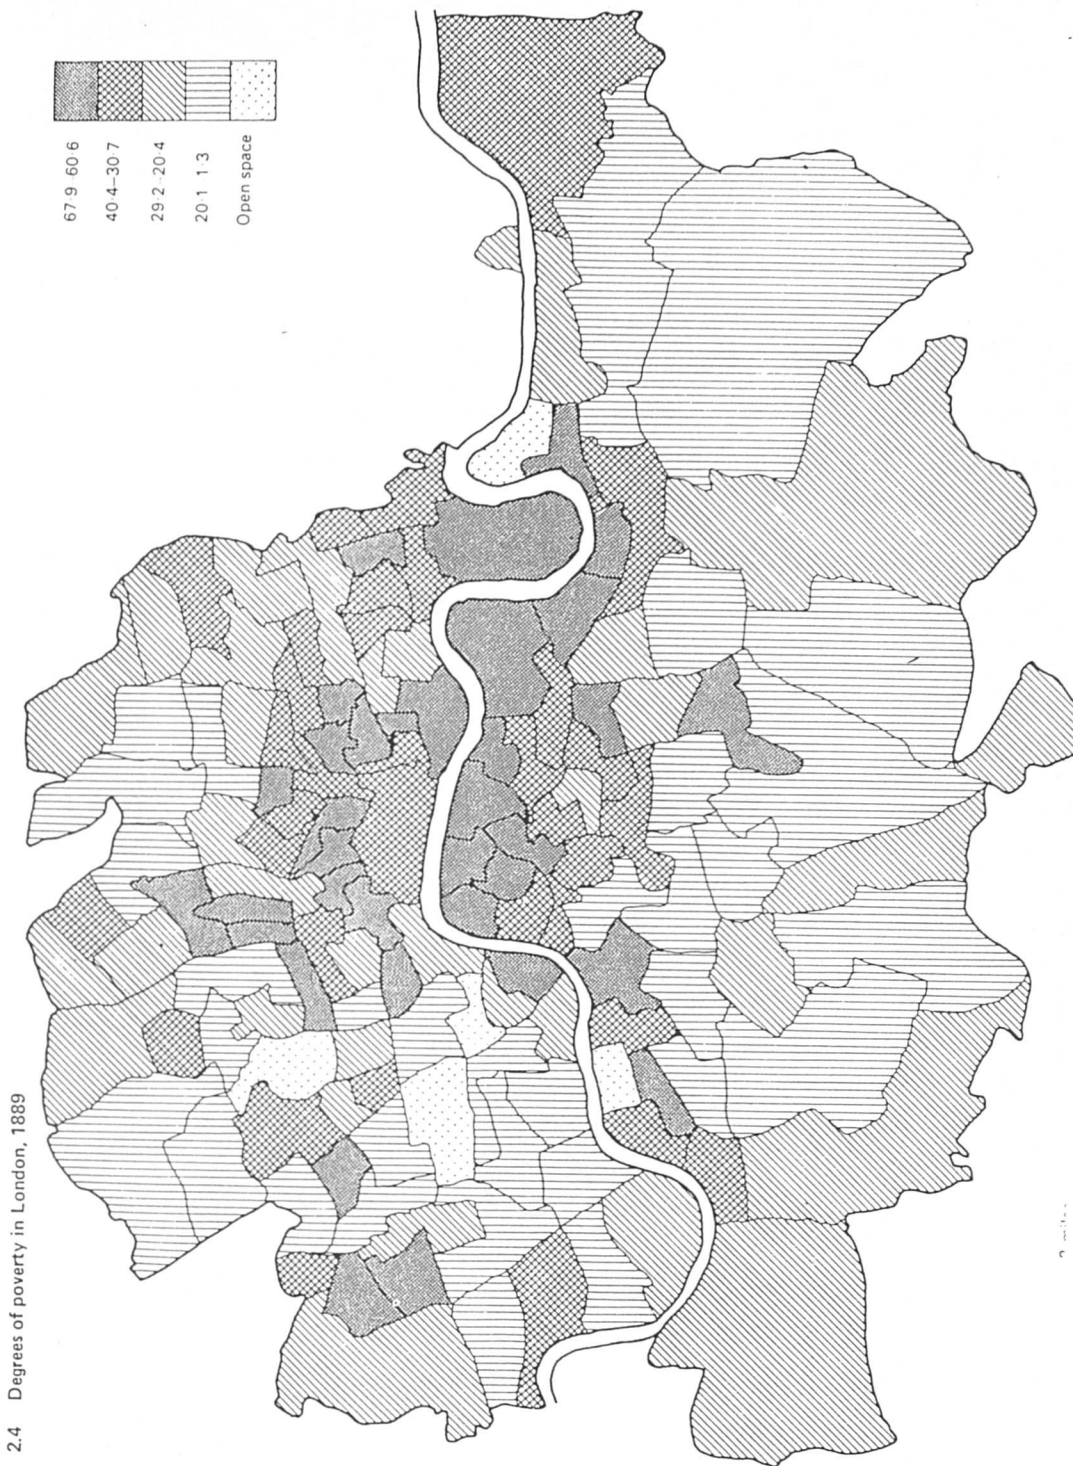 2.4 Degrees of poverty in London, 1889
67·9 60·6
40·4–30·7
29·2-20·4
20·1 1·3
Open space